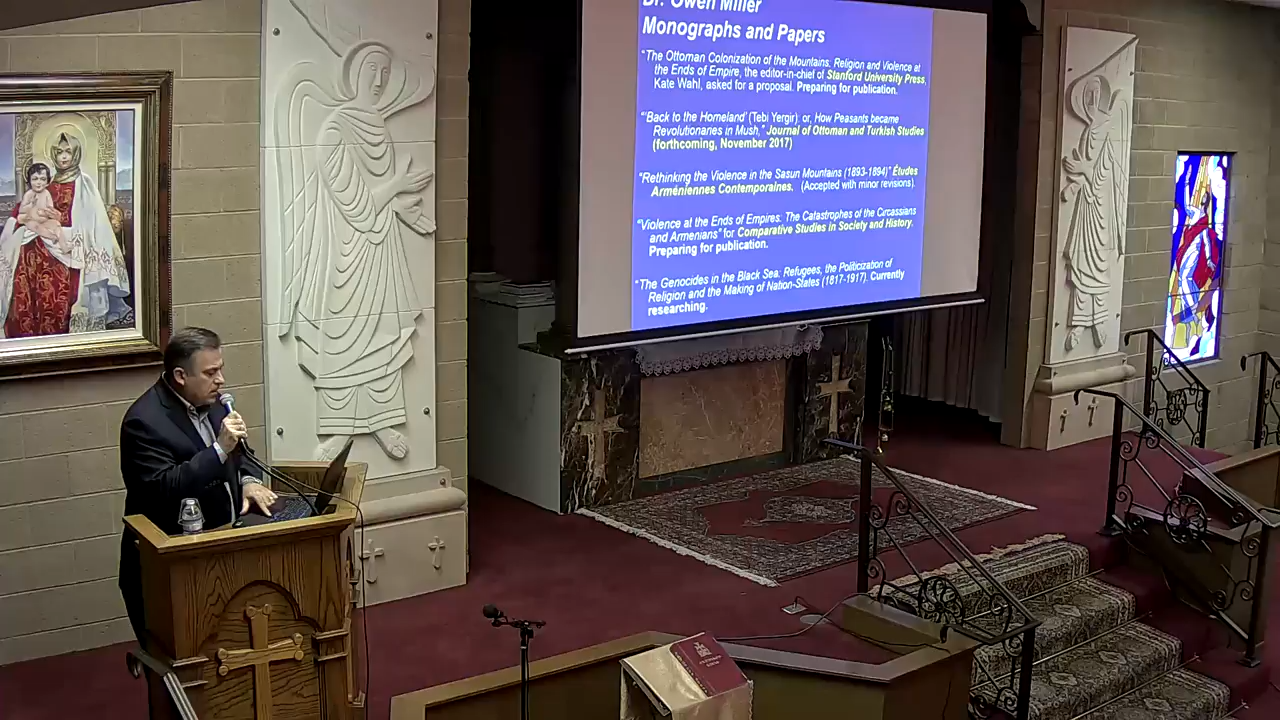 Dr. Owen Miller
Monographs and Papers
"The Ottoman Colonization of the Mountains, Religion and Violence at
the Ends of Empire, the editor-in-chief of Stanford University Press,
Kate Wahl, asked for a proposal. Preparing for publication.
"'Back to the Homeland' (Tebi Yergir): or, How Peasants became
Revolutionaries in Mush," Journal of Ottoman and Turkish Studies
(forthcoming, November 2017)
"Rethinking the Violence in the Sasun Mountains (1893-1894)" Études
Arméniennes Contemporaines. (Accepted with minor revisions).
"Violence at the Ends of Empires: The Catastrophes of the Circassians
and Armenians" for Comparative Studies in Society and History.
Preparing for publication.
"The Genocides in the Black Sea: Refugees, the Politicization of
Religion and the Making of Nation-States (1817-1917). Currently
researching.